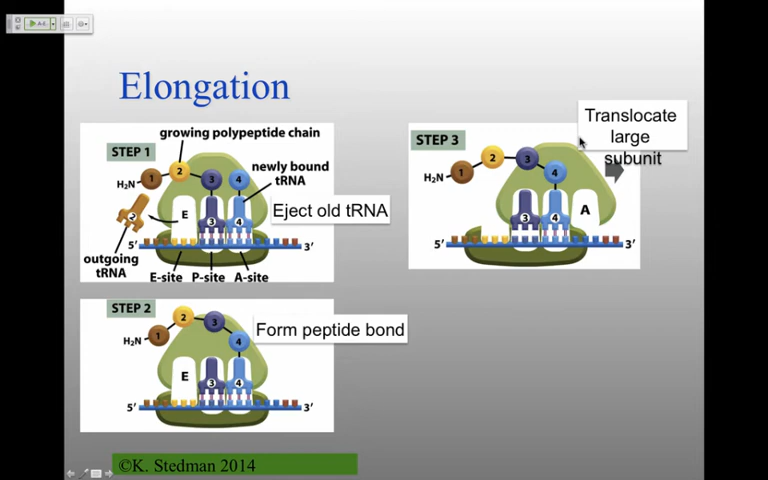 Elongation
STEP 1
growing polypeptide chain
newly bound
tRNA
1
2
3
4
H₂N
2
E
3
4
Eject old tRNA
5'
3'
outgoing
tRNA
E-site
P-site
A-site
STEP 2
1
2
3
4
H₂N
E
3
4
Form peptide bond
5'
3'
STEP 3
Translocate
large
subunit
1
2
3
4
H₂N
3
4
A
5'
3'
©K. Stedman 2014